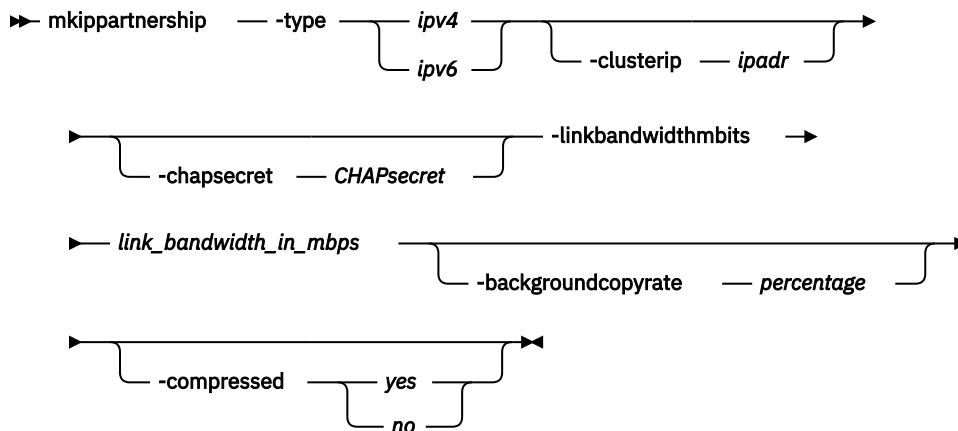 mkippartnership -type ipv4
ipv6
-clusterip ipadr
-chapsecret CHAPsecret
-linkbandwidthmbits
link_bandwidth_in_mbps
-backgroundcopyrate percentage
-compressed yes
no